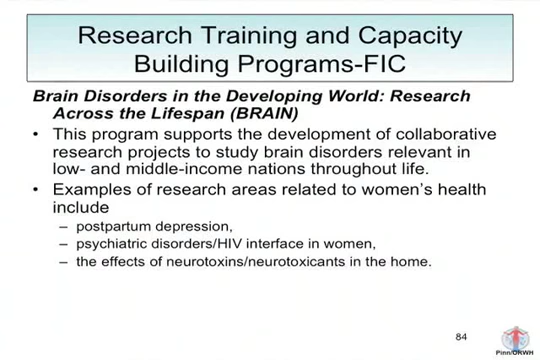 Research Training and Capacity
Building Programs-FIC
Brain Disorders in the Developing World: Research
Across the Lifespan (BRAIN)
• This program supports the development of collaborative
research projects to study brain disorders relevant in
low- and middle-income nations throughout life.
• Examples of research areas related to women's health
include
– postpartum depression,
– psychiatric disorders/HIV interface in women,
– the effects of neurotoxins/neurotoxicants in the home.
84
Pinn/ORWH